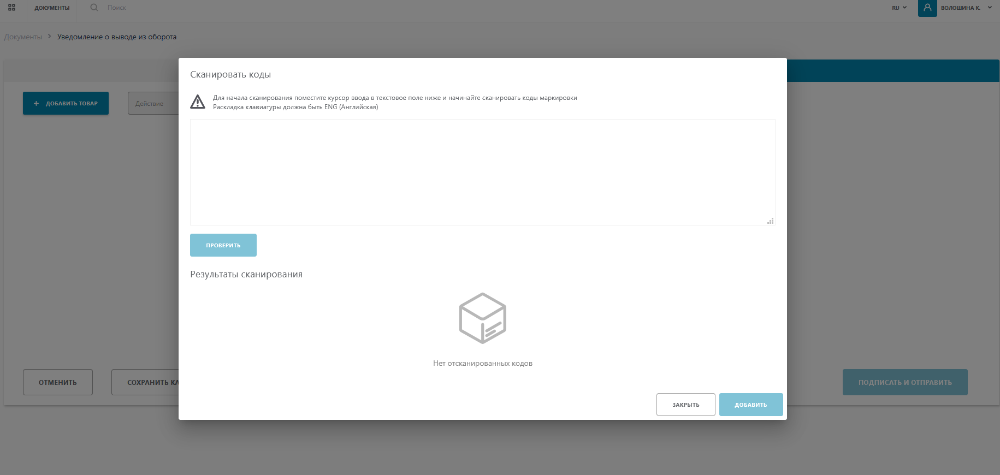 ДОКУМЕНТЫ
Поиск
RU
ВОЛОШИНА К.
Документы > Уведомление о выводе из оборота
Сканировать коды
Для начала сканирования поместите курсор ввода в текстовое поле ниже и начинайте сканировать коды маркировки
Раскладка клавиатуры должна быть ENG (Английская)
+ ДОБАВИТЬ ТОВАР
Действие
ПРОВЕРИТЬ
Результаты сканирования
Нет отсканированных кодов
ОТМЕНИТЬ
СОХРАНИТЬ КА
ПОДПИСАТЬ И ОТПРАВИТЬ
ЗАКРЫТЬ
ДОБАВИТЬ